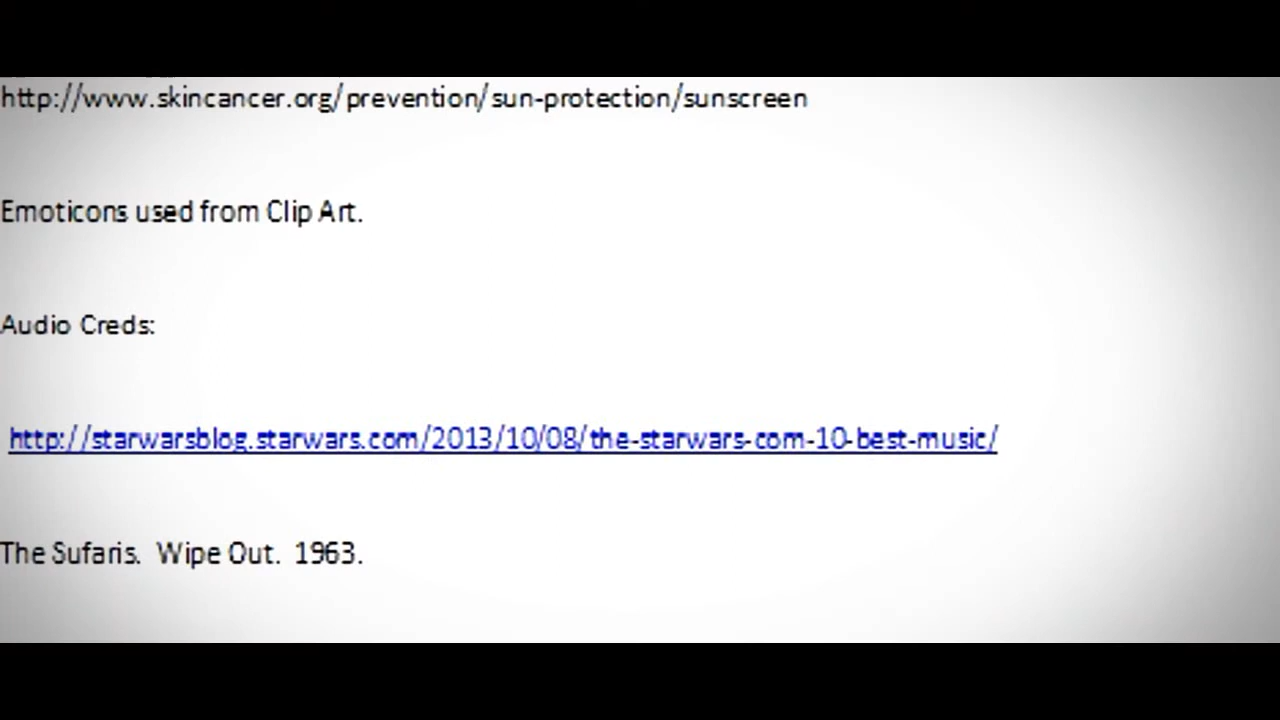 http://www.skincancer.org/prevention/sun-protection/sunscreen
Emoticons used from Clip Art.
Audio Creds:
http://starwarsblog.starwars.com/2013/10/08/the-starwars-com-10-best-music/
The Sufaris.  Wipe Out.  1963.